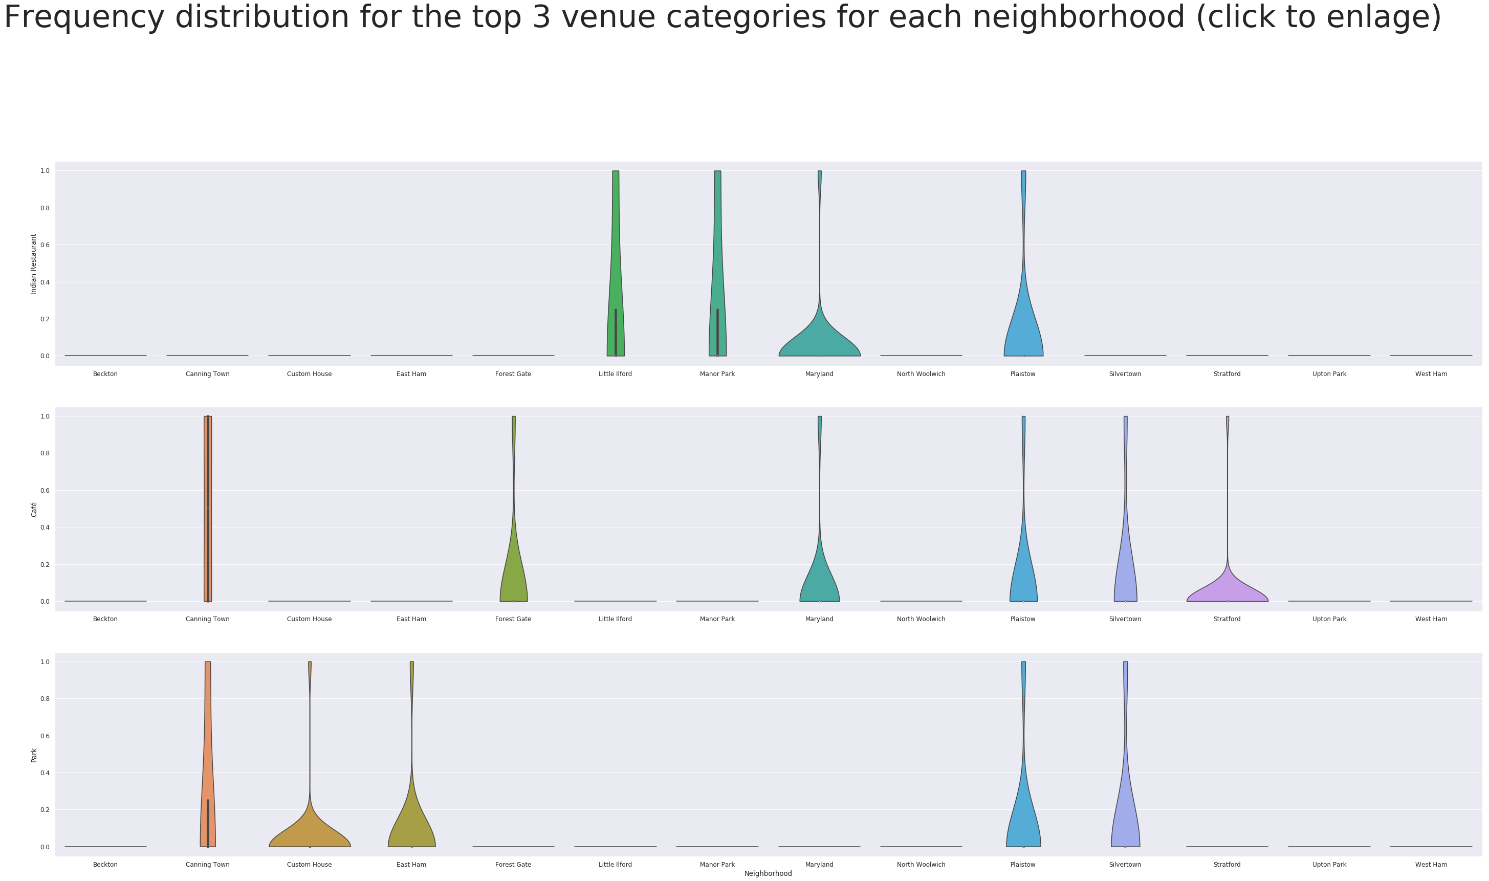 Frequency distribution for the top 3 venue categories for each neighborhood (click to enlage)
1.0
0.8
0.6
0.4
0.2
0.0
Indian Restaurant
Beckton Canning Town Custom House East Ham Forest Gate Little Ilford Manor Park Maryland North Woolwich Plaistow Silvertown Stratford Upton Park West Ham
1.0
0.8
0.6
0.4
0.2
0.0
Café
Beckton Canning Town Custom House East Ham Forest Gate Little Ilford Manor Park Maryland North Woolwich Plaistow Silvertown Stratford Upton Park West Ham
1.0
0.8
0.6
0.4
0.2
0.0
Park
Beckton Canning Town Custom House East Ham Forest Gate Little Ilford Manor Park Maryland North Woolwich Plaistow Silvertown Stratford Upton Park West Ham
Neighborhood